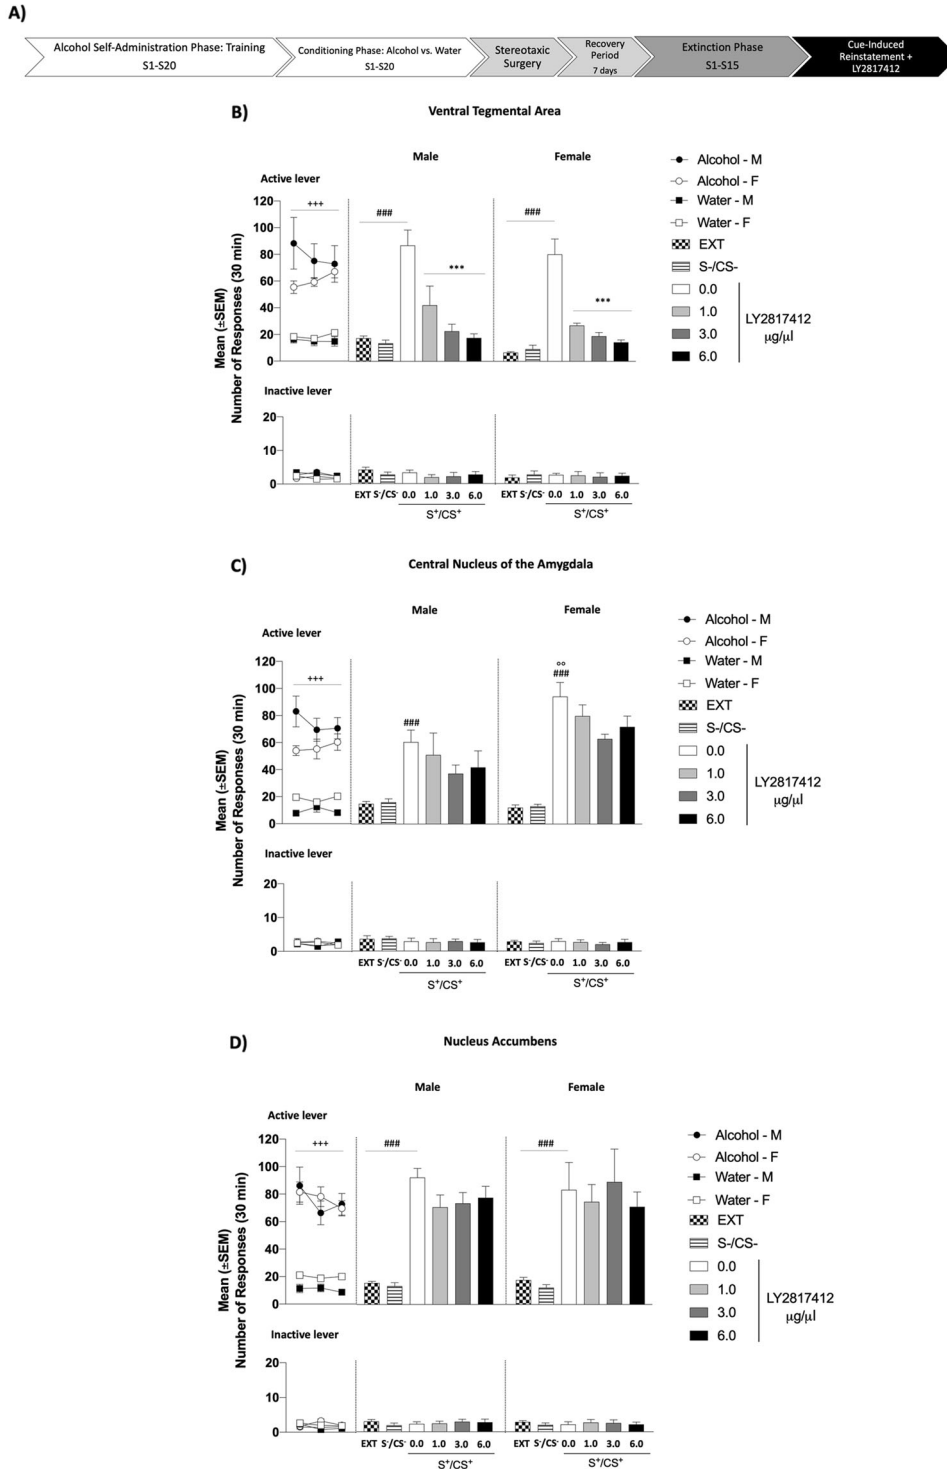 A)
Alcohol Self-Administration Phase: Training
S1-S20
Conditioning Phase: Alcohol vs. Water
S1-S20
Stereotaxic
Surgery
Recovery
Period
7 days
Extinction Phase
S1-S15
Cue-Induced
Reinstatement +
LY2817412
B)
Ventral Tegmental Area
Male
Female
Active lever
Mean (±SEM)
Number of Responses (30 min)
120
100
80
60
40
20
0
+++
###
***
###
***
Inactive lever
20
10
0
EXT S-/CS- 0.0 1.0 3.0 6.0
S+/CS+
EXT S-/CS- 0.0 1.0 3.0 6.0
S+/CS+
Alcohol - M
Alcohol - F
Water - M
Water - F
EXT
S-/CS-
0.0
1.0
3.0
6.0
LY2817412
µg/µl
C)
Central Nucleus of the Amygdala
Male
Female
Active lever
Mean (±SEM)
Number of Responses (30 min)
120
100
80
60
40
20
0
+++
###
°°
###
Inactive lever
20
10
0
EXT S-/CS- 0.0 1.0 3.0 6.0
S+/CS+
EXT S-/CS- 0.0 1.0 3.0 6.0
S+/CS+
Alcohol - M
Alcohol - F
Water - M
Water - F
EXT
S-/CS-
0.0
1.0
3.0
6.0
LY2817412
µg/µl
D)
Nucleus Accumbens
Male
Female
Active lever
Mean (±SEM)
Number of Responses (30 min)
120
100
80
60
40
20
0
+++
###
###
Inactive lever
20
10
0
EXT S-/CS- 0.0 1.0 3.0 6.0
S+/CS+
EXT S-/CS- 0.0 1.0 3.0 6.0
S+/CS+
Alcohol - M
Alcohol - F
Water - M
Water - F
EXT
S-/CS-
0.0
1.0
3.0
6.0
LY2817412
µg/µl